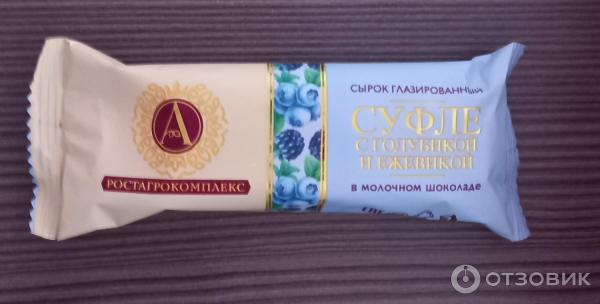 А
РОСТАГРОКОМПЛЕКС
СЫРОК ГЛАЗИРОВАННЫЙ
СУФЛЕ
С ГОЛУБИКОЙ
И ЕЖЕВИКОЙ
В МОЛОЧНОМ ШОКОЛАДЕ
ОТЗОВИК